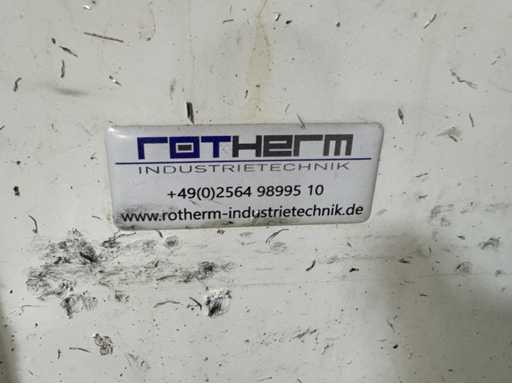 ROTHERM
INDUSTRIETECHNIK
+49(0)2564 98995 10
www.rotherm-industrietechnik.de